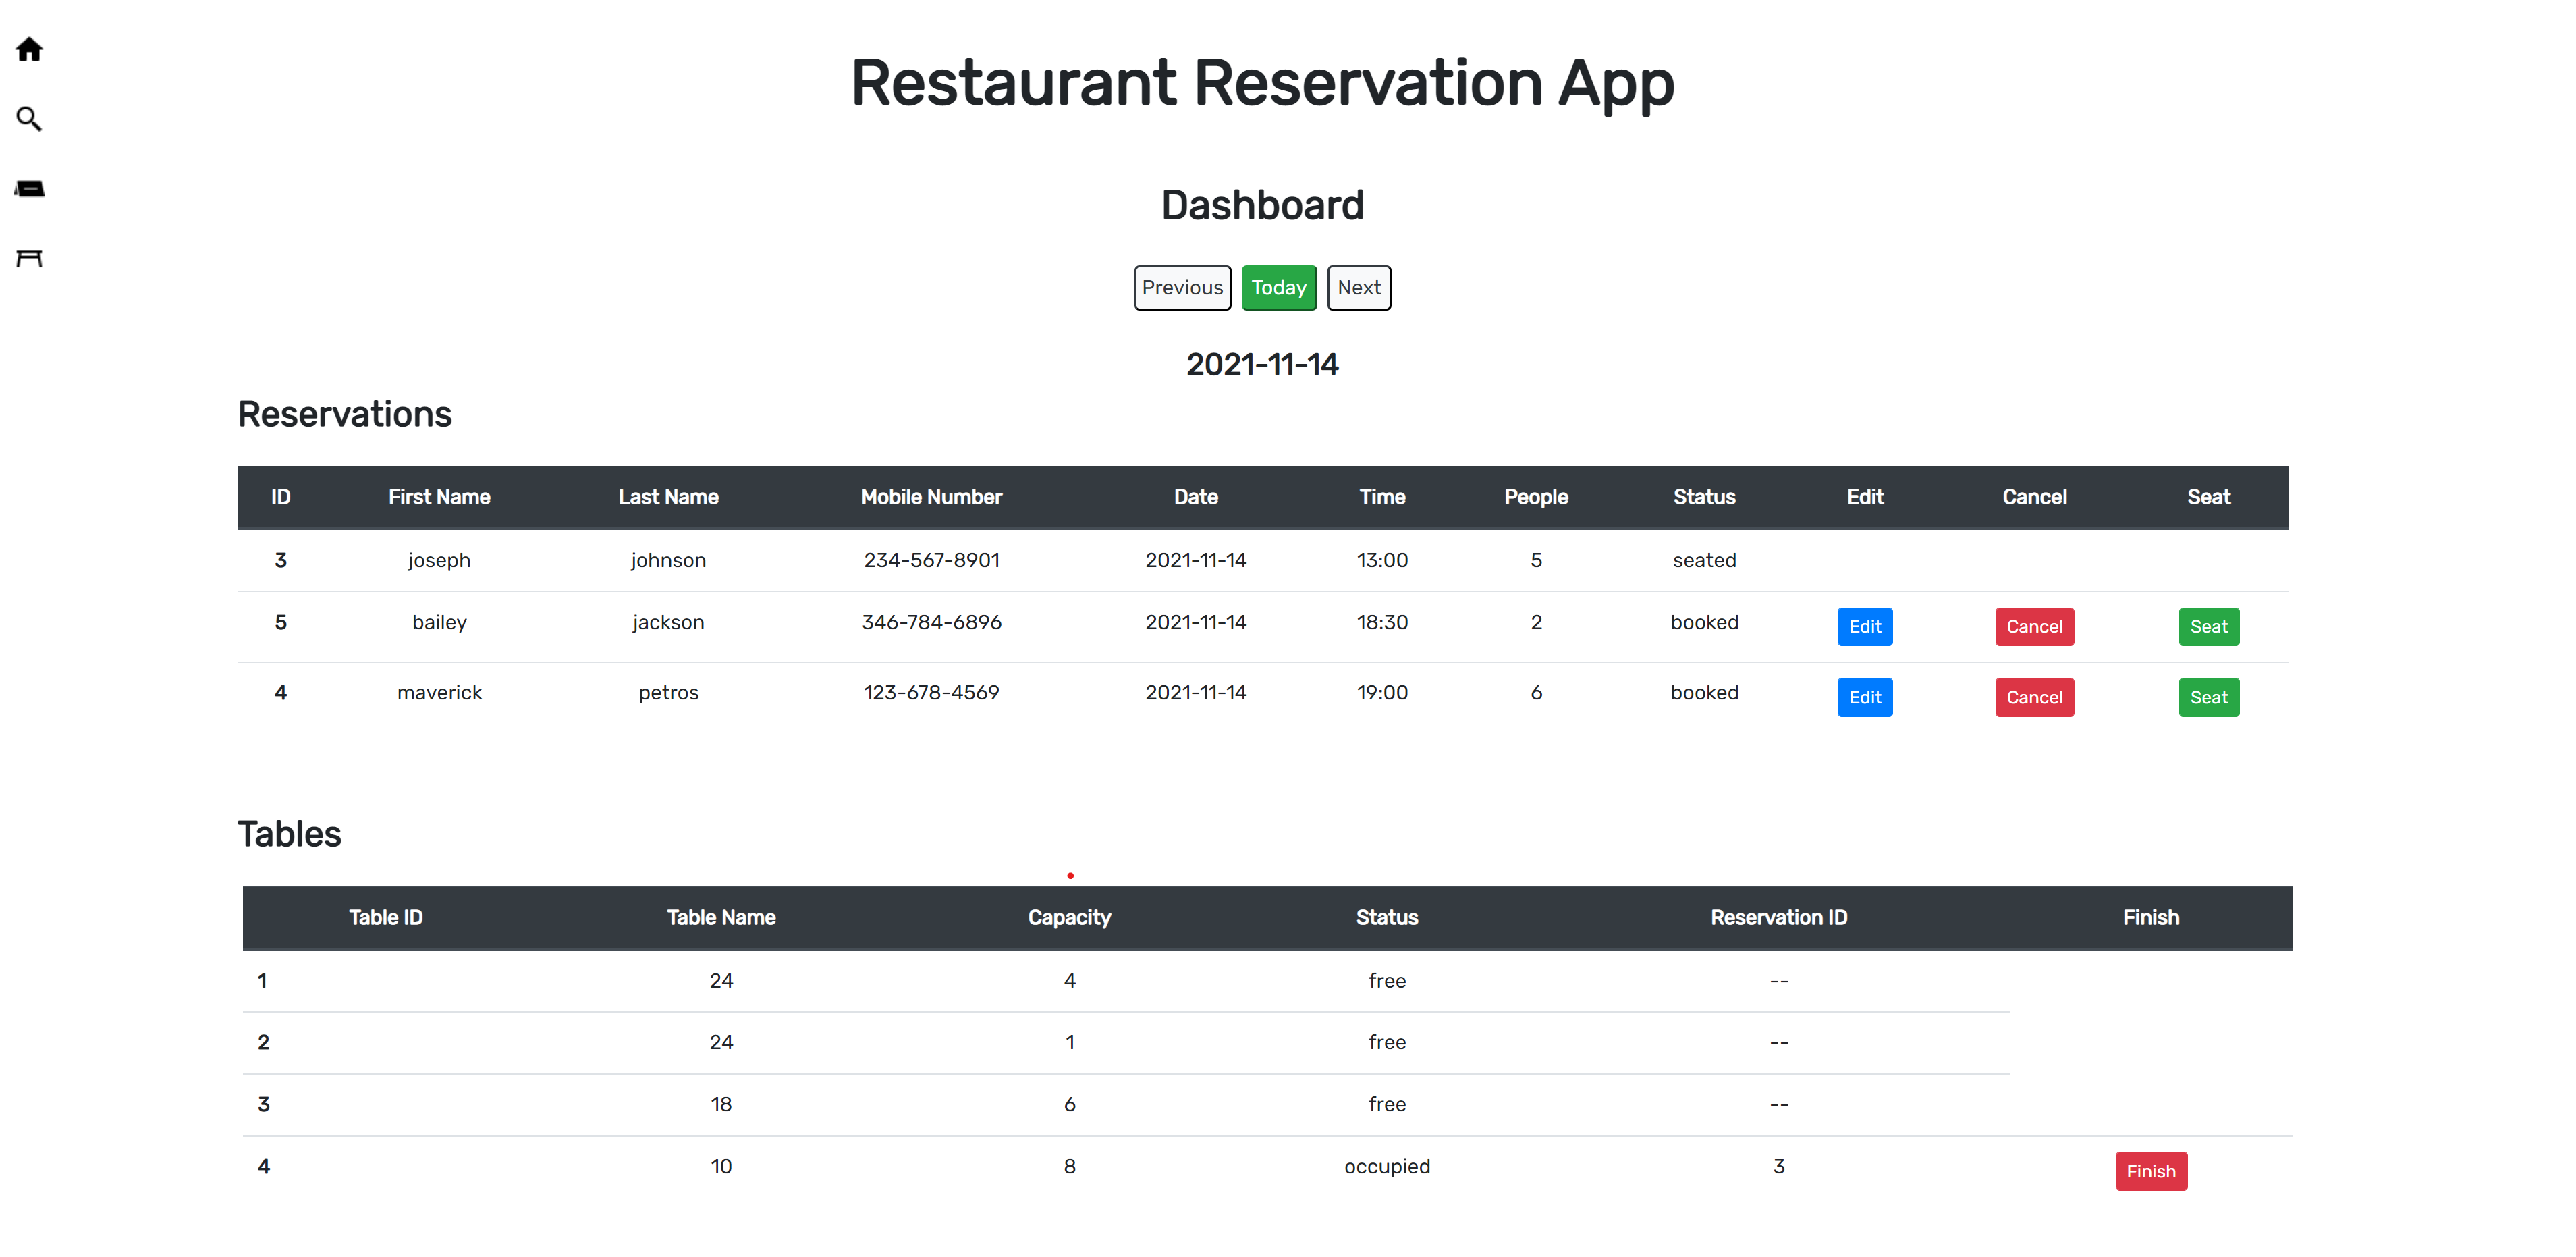 Restaurant Reservation App
Dashboard
Previous Today Next
2021-11-14
Reservations
ID First Name Last Name Mobile Number Date Time People Status Edit Cancel Seat
3 joseph johnson 234-567-8901 2021-11-14 13:00 5 seated
5 bailey jackson 346-784-6896 2021-11-14 18:30 2 booked Edit Cancel Seat
4 maverick petros 123-678-4569 2021-11-14 19:00 6 booked Edit Cancel Seat
Tables
Table ID Table Name Capacity Status Reservation ID Finish
1 24 4 free --
2 24 1 free --
3 18 6 free --
4 10 8 occupied 3 Finish